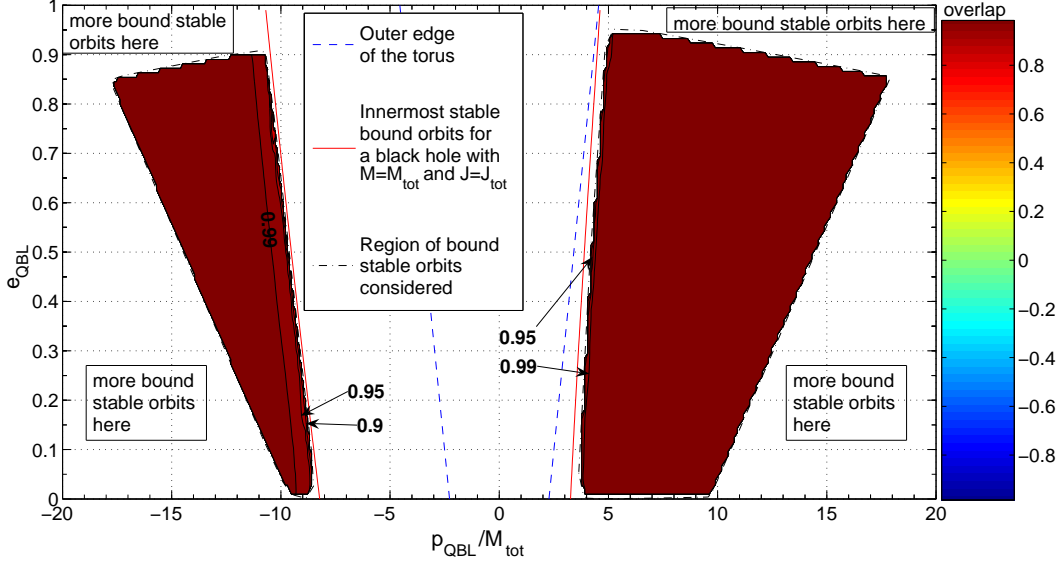 more bound stable
orbits here
more bound stable orbits here
overlap
Outer edge
of the torus
Innermost stable
bound orbits for
a black hole with
M=M_tot and J=J_tot
Region of bound
stable orbits
considered
more bound
stable orbits
here
more bound
stable orbits
here
0.99
0.95
0.9
0.95
0.99
1
0.9
0.8
0.7
0.6
0.5
0.4
0.3
0.2
0.1
0
e_QBL
−20 −15 −10 −5 0 5 10 15 20
p_QBL/M_tot
0.8
0.6
0.4
0.2
0
−0.2
−0.4
−0.6
−0.8